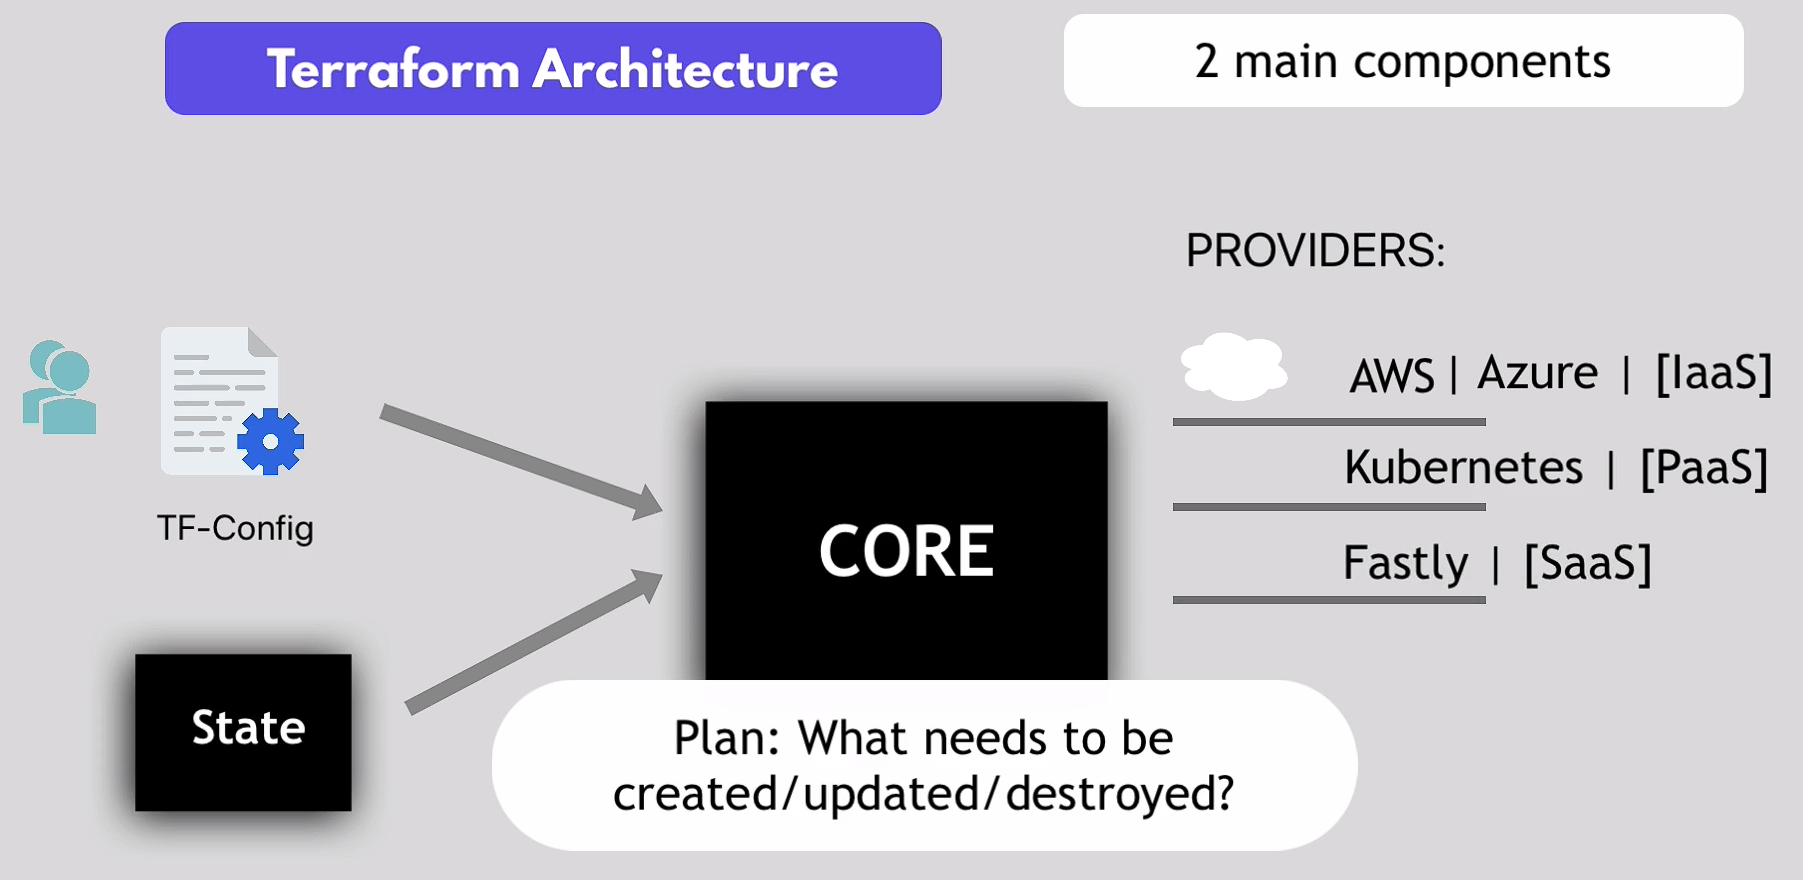 Terraform Architecture
2 main components
PROVIDERS:
AWS | Azure | [IaaS]
Kubernetes | [PaaS]
Fastly | [SaaS]
TF-Config
CORE
State
Plan: What needs to be
created/updated/destroyed?